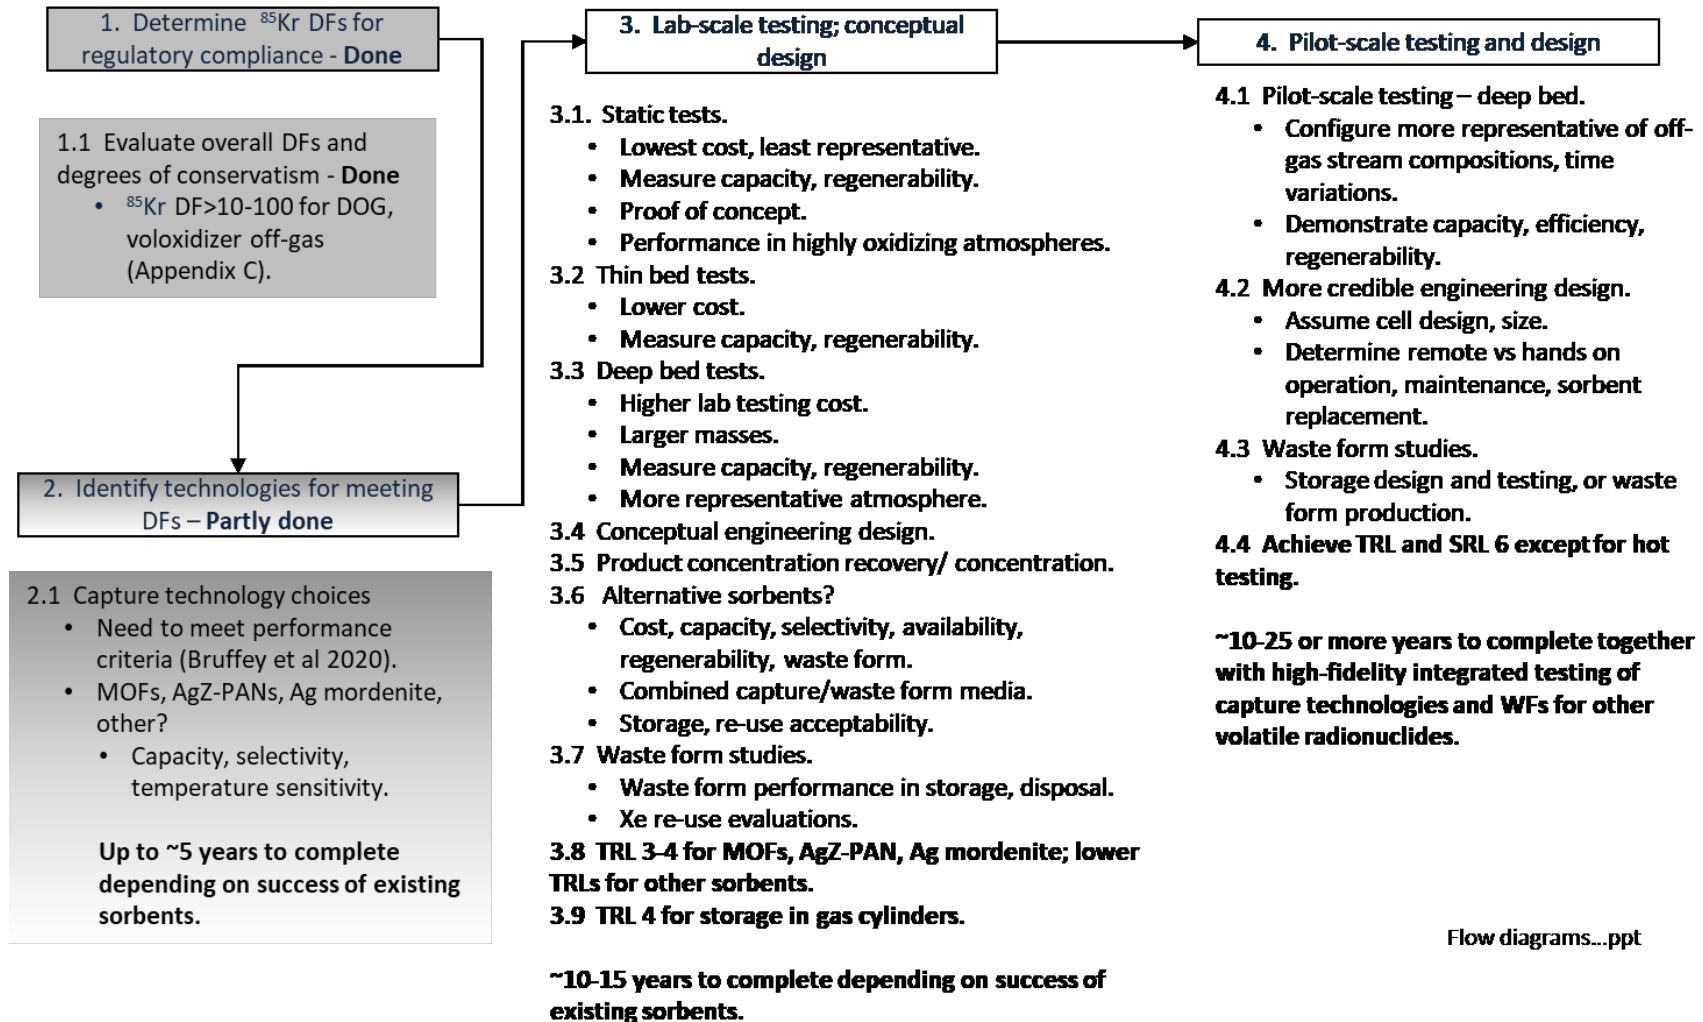 1. Determine ⁸⁵Kr DFs for
regulatory compliance - Done
1.1 Evaluate overall DFs and
degrees of conservatism - Done
• ⁸⁵Kr DF>10-100 for DOG,
voloxidizer off-gas
(Appendix C).
2. Identify technologies for meeting
DFs – Partly done
2.1 Capture technology choices
• Need to meet performance
criteria (Bruffey et al 2020).
• MOFs, AgZ-PANs, Ag mordenite,
other?
• Capacity, selectivity,
temperature sensitivity.
Up to ~5 years to complete
depending on success of existing
sorbents.
3. Lab-scale testing; conceptual
design
3.1. Static tests.
• Lowest cost, least representative.
• Measure capacity, regenerability.
• Proof of concept.
• Performance in highly oxidizing atmospheres.
3.2 Thin bed tests.
• Lower cost.
• Measure capacity, regenerability.
3.3 Deep bed tests.
• Higher lab testing cost.
• Larger masses.
• Measure capacity, regenerability.
• More representative atmosphere.
3.4 Conceptual engineering design.
3.5 Product concentration recovery/ concentration.
3.6 Alternative sorbents?
• Cost, capacity, selectivity, availability,
regenerability, waste form.
• Combined capture/waste form media.
• Storage, re-use acceptability.
3.7 Waste form studies.
• Waste form performance in storage, disposal.
• Xe re-use evaluations.
3.8 TRL 3-4 for MOFs, AgZ-PAN, Ag mordenite; lower
TRLs for other sorbents.
3.9 TRL 4 for storage in gas cylinders.
~10-15 years to complete depending on success of
existing sorbents.
4. Pilot-scale testing and design
4.1 Pilot-scale testing – deep bed.
• Configure more representative of off-
gas stream compositions, time
variations.
• Demonstrate capacity, efficiency,
regenerability.
4.2 More credible engineering design.
• Assume cell design, size.
• Determine remote vs hands on
operation, maintenance, sorbent
replacement.
4.3 Waste form studies.
• Storage design and testing, or waste
form production.
4.4 Achieve TRL and SRL 6 except for hot
testing.
~10-25 or more years to complete together
with high-fidelity integrated testing of
capture technologies and WFs for other
volatile radionuclides.
Flow diagrams...ppt